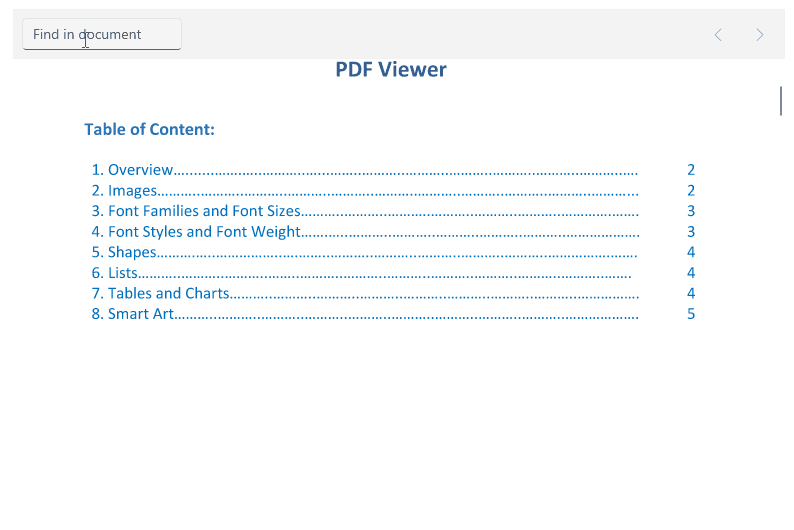 Find in document
PDF Viewer
Table of Content:
1. Overview.................................................................................................................. 2
2. Images...................................................................................................................... 2
3. Font Families and Font Sizes................................................................................. 3
4. Font Styles and Font Weight................................................................................. 3
5. Shapes...................................................................................................................... 4
6. Lists.......................................................................................................................... 4
7. Tables and Charts.................................................................................................... 4
8. Smart Art.................................................................................................................. 5